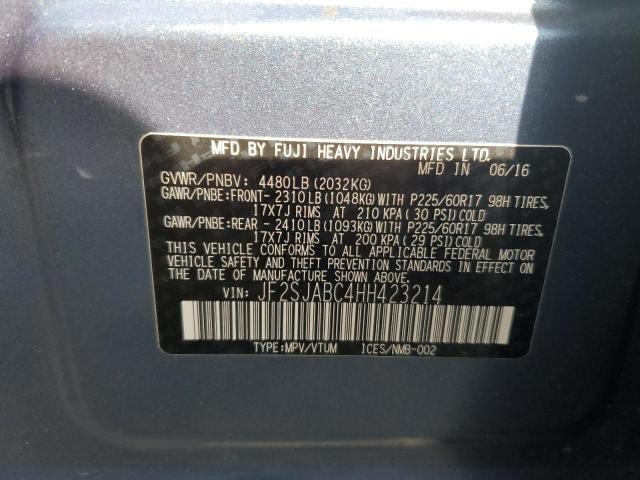 MFD BY FUJI HEAVY INDUSTRIES LTD.
MFD IN 06/16
GVWR/PNBV: 4480LB(2032KG)
GAWR/PNBE:FRONT- 2310LB(1048KG)WITH P225/60R17 98H TIRES,
17X7J RIMS AT 210 KPA(30 PSI)COLD
GAWR/PNBE:REAR - 2410LB(1093KG)WITH P225/60R17 98H TIRES,
17X7J RIMS AT 200 KPA(29 PSI)COLD
THIS VEHICLE CONFORMS TO ALL APPLICABLE FEDERAL MOTOR
VEHICLE SAFETY AND THEFT PREVENTION STANDARDS IN EFFECT ON
THE DATE OF MANUFACTURE SHOWN ABOVE.
VIN: JF2SJABC4HH423214
TYPE:MPV/VTUM ICES/NMB-002